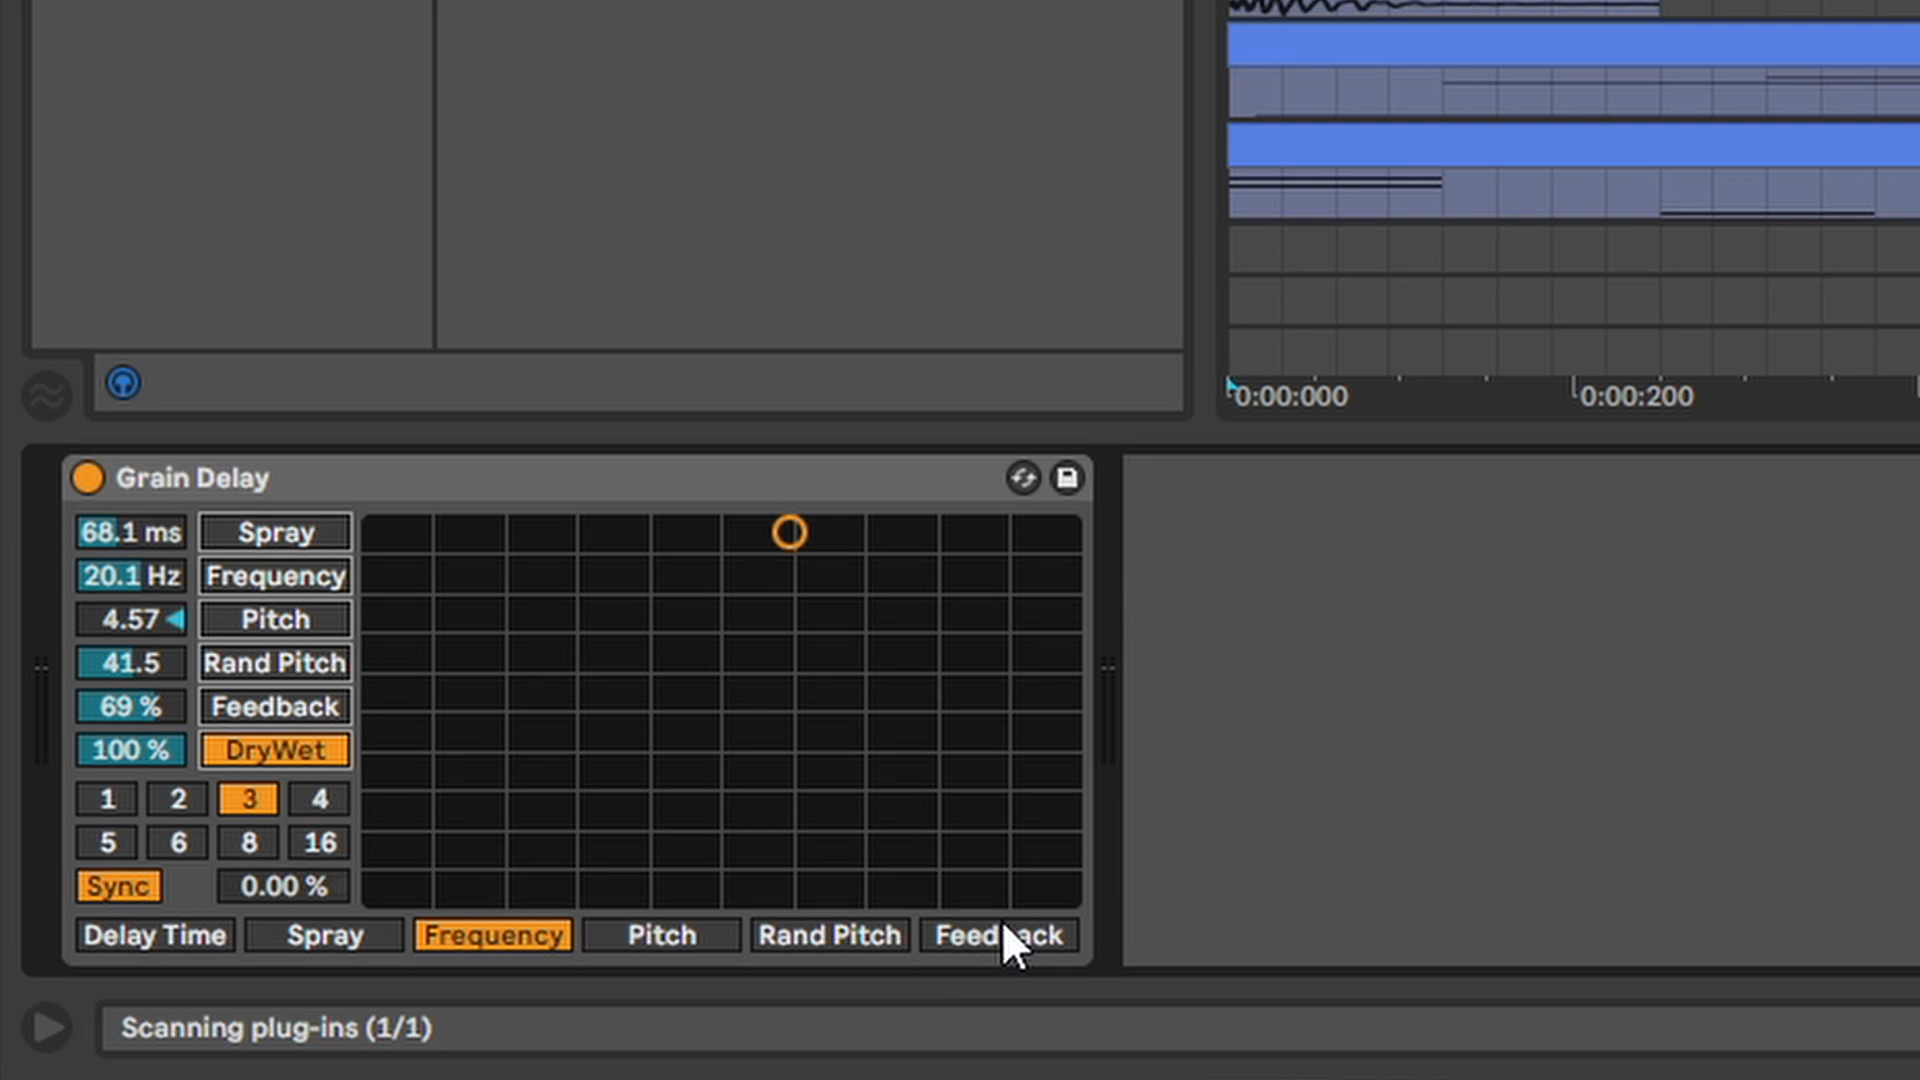 0:00:000 0:00:200
Grain Delay
68.1 ms Spray
20.1 Hz Frequency
4.57 Pitch
41.5 Rand Pitch
69 % Feedback
100 % DryWet
1 2 3 4
5 6 8 16
Sync 0.00 %
Delay Time Spray Frequency Pitch Rand Pitch Feedback
Scanning plug-ins (1/1)